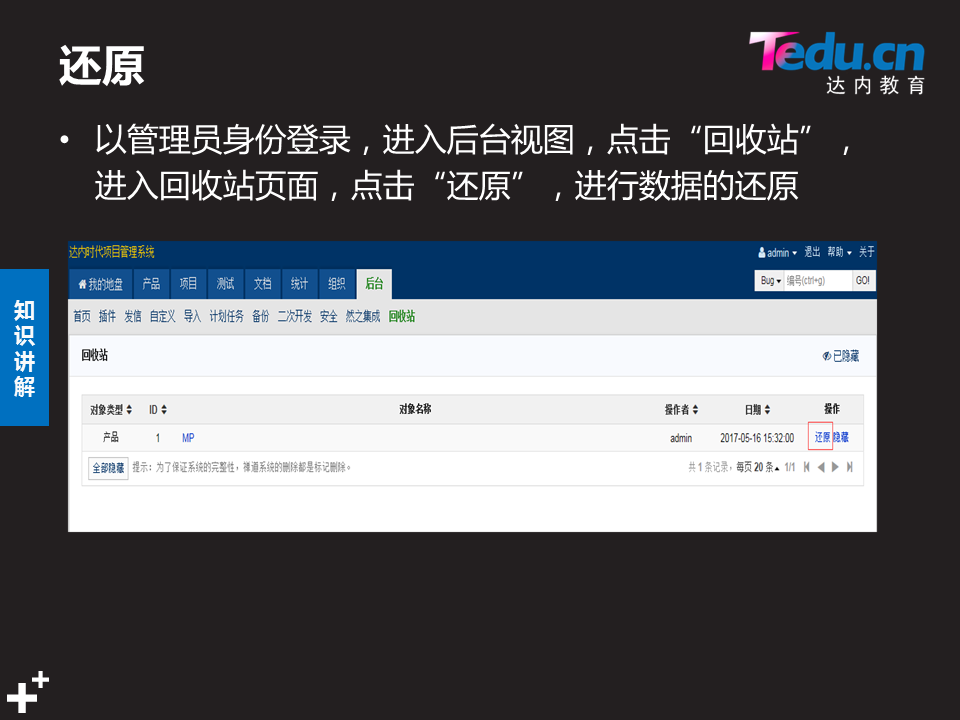 还原
Tedu.cn
达内教育
• 以管理员身份登录，进入后台视图，点击“回收站”，
进入回收站页面，点击“还原”，进行数据的还原
知识讲解
达内时代项目管理系统 admin 退出 帮助 关于
我的地盘 产品 项目 测试 文档 统计 组织 后台 Bug 编号(ctrl+g) GO!
首页 插件 发信 自定义 导入 计划任务 备份 二次开发 安全 然之集成 回收站
回收站 已隐藏
对象类型 ID 对象名称 操作者 日期 操作
产品 1 MP admin 2017-05-16 15:32:00 还原 隐藏
全部隐藏 提示：为了保证系统的完整性，禅道系统的删除都是标记删除。 共 1 条记录，每页 20 条 1/1